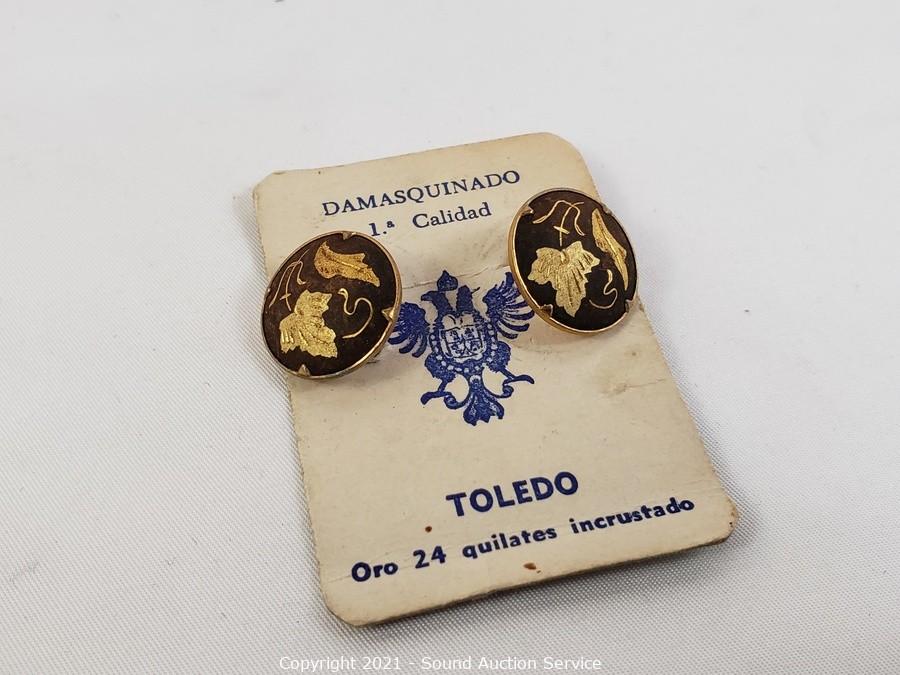 DAMASQUINADO
1.ª Calidad
TOLEDO
Oro 24 quilates incrustado
Copyright 2021 - Sound Auction Service